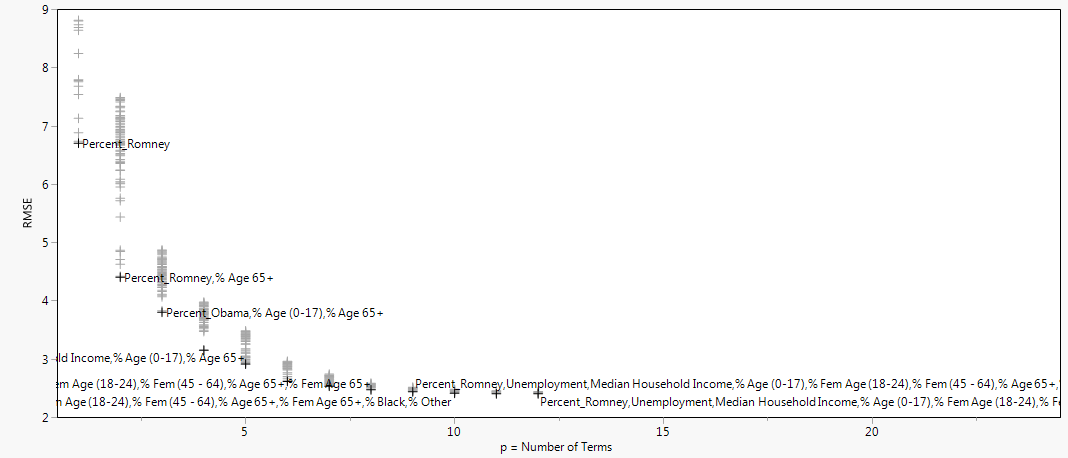 9
8
7
Percent_Romney
6
5
Percent_Romney,% Age 65+
4
Percent_Obama,% Age (0-17),% Age 65+
3
ld Income,% Age (0-17),% Age 65+
em Age (18-24),% Fem (45 - 64),% Age 65+,% Fem Age 65+
Percent_Romney,Unemployment,Median Household Income,% Age (0-17),% Fem Age (18-24),% Fem (45 - 64),% Age 65+,
n Age (18-24),% Fem (45 - 64),% Age 65+,% Fem Age 65+,% Black,% Other
Percent_Romney,Unemployment,Median Household Income,% Age (0-17),% Fem Age (18-24),% Fe
2
RMSE
5 10 15 20
p = Number of Terms